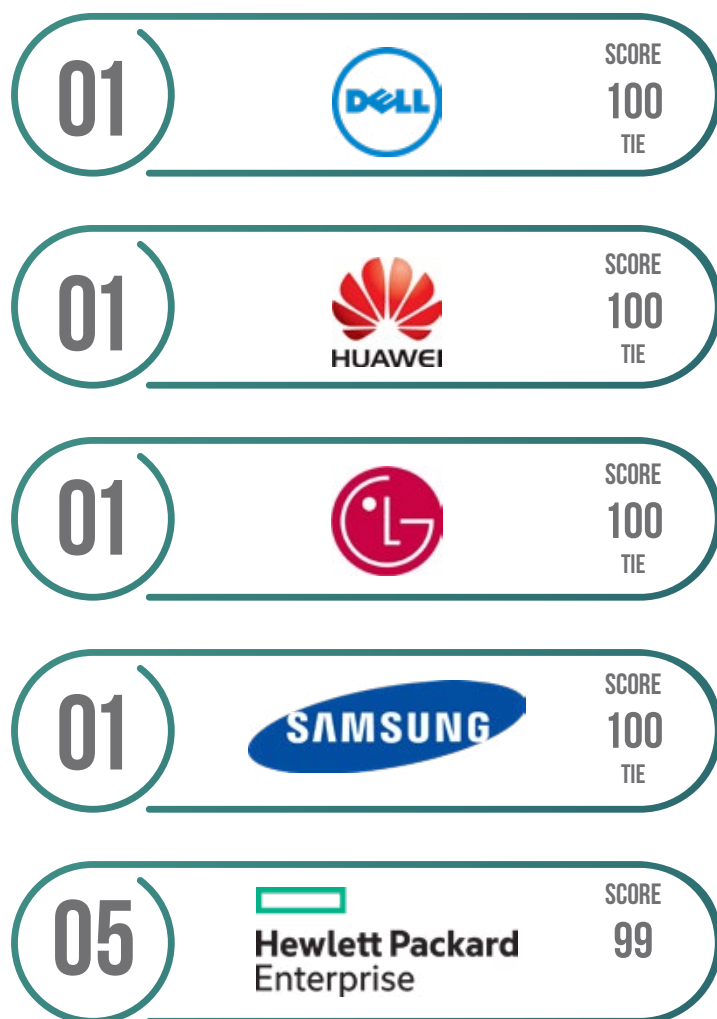 01
DELL
SCORE
100
TIE
01
HUAWEI
SCORE
100
TIE
01
LG
SCORE
100
TIE
01
SAMSUNG
SCORE
100
TIE
05
Hewlett Packard
Enterprise
SCORE
99